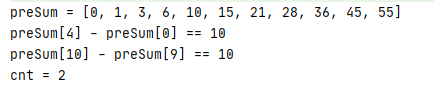 preSum = [0, 1, 3, 6, 10, 15, 21, 28, 36, 45, 55]
preSum[4] - preSum[0] == 10
preSum[10] - preSum[9] == 10
cnt = 2